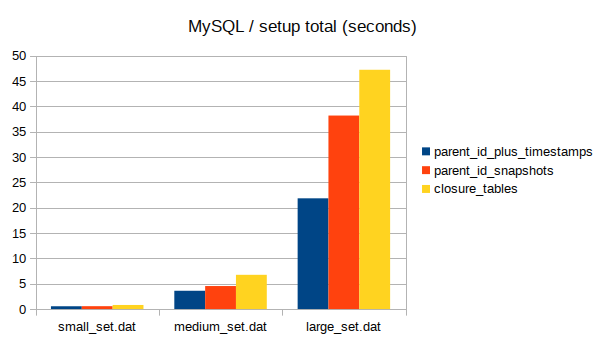 MySQL / setup total (seconds)
50
45
40
35
30
25
20
15
10
5
0
parent_id_plus_timestamps
parent_id_snapshots
closure_tables
small_set.dat medium_set.dat large_set.dat